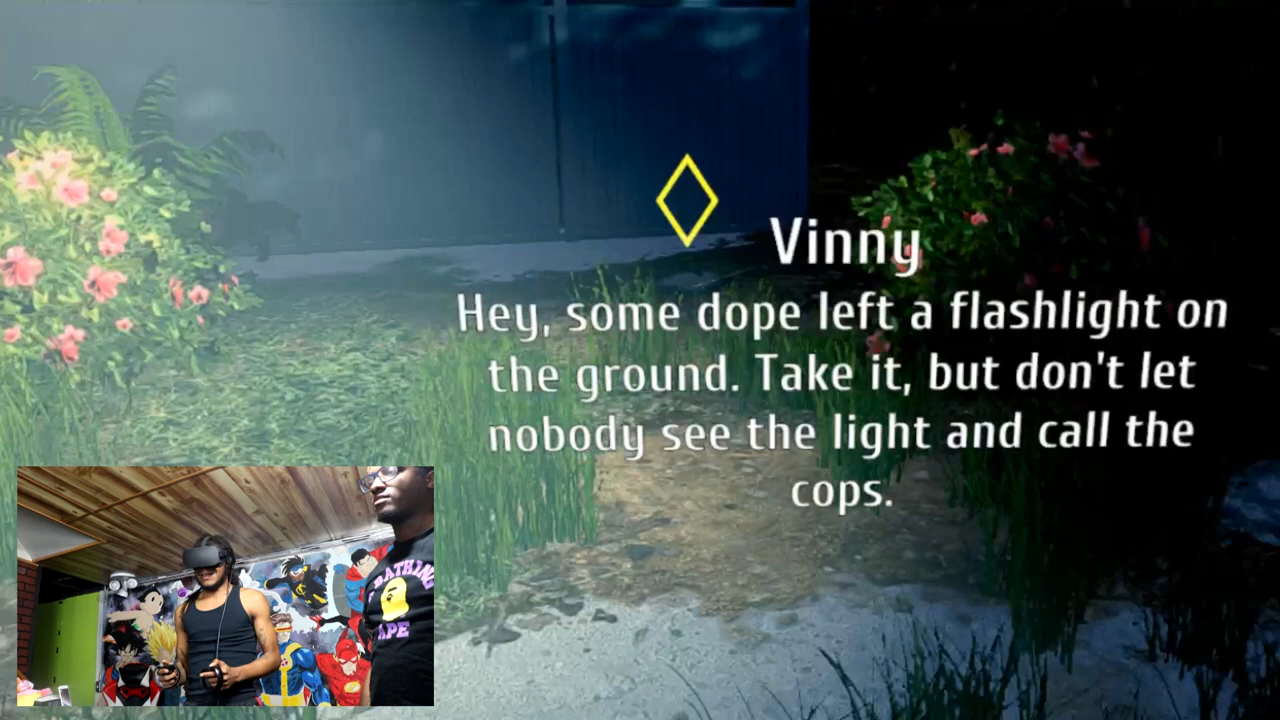 Vinny
Hey, some dope left a flashlight on
the ground. Take it, but don't let
nobody see the light and call the
cops.
BATHING
APE